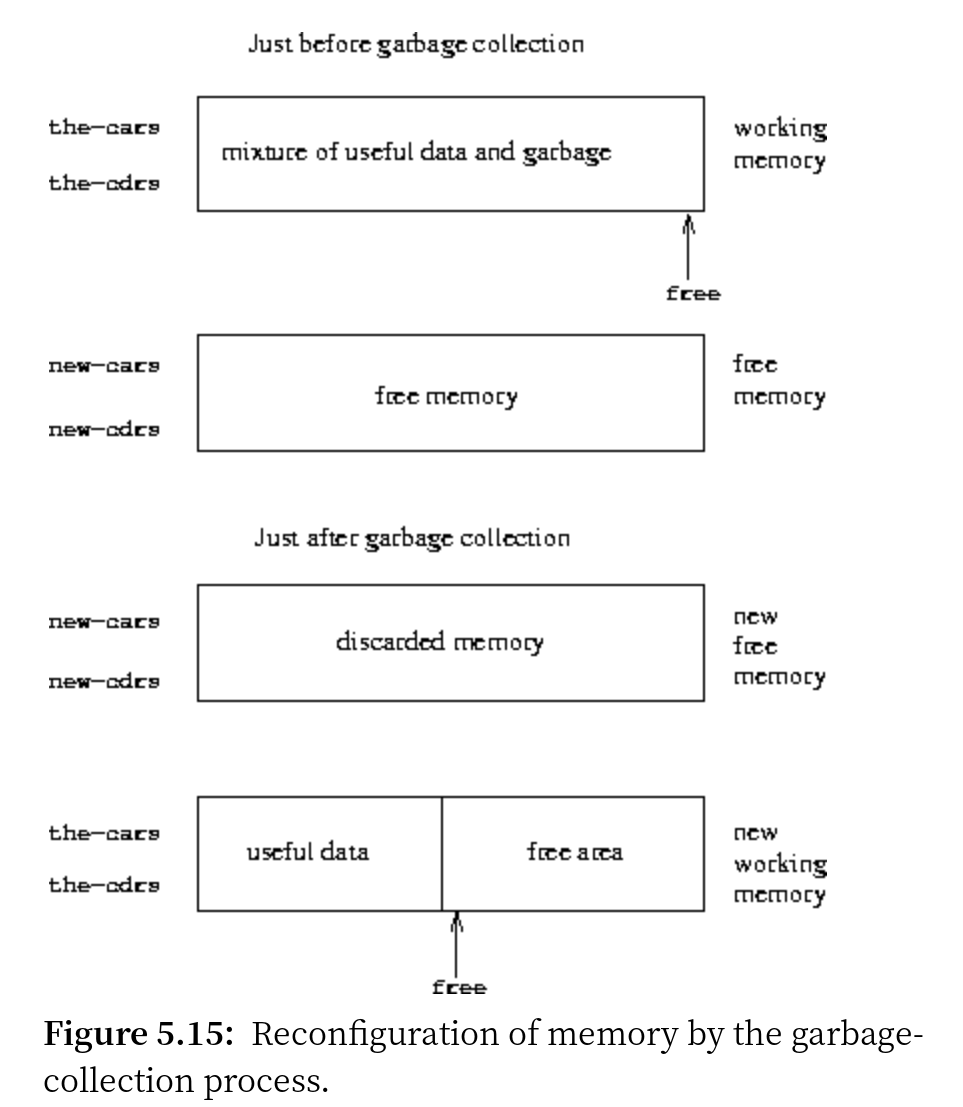 Just before garbage collection
the-cars
mixture of useful data and garbage
working
memory
the-cdrs
free
new-cars
free memory
free
memory
new-cdrs
Just after garbage collection
new-cars
discarded memory
new
free
memory
new-cdrs
the-cars
useful data
free area
new
working
memory
the-cdrs
free
Figure 5.15: Reconfiguration of memory by the garbage-
collection process.